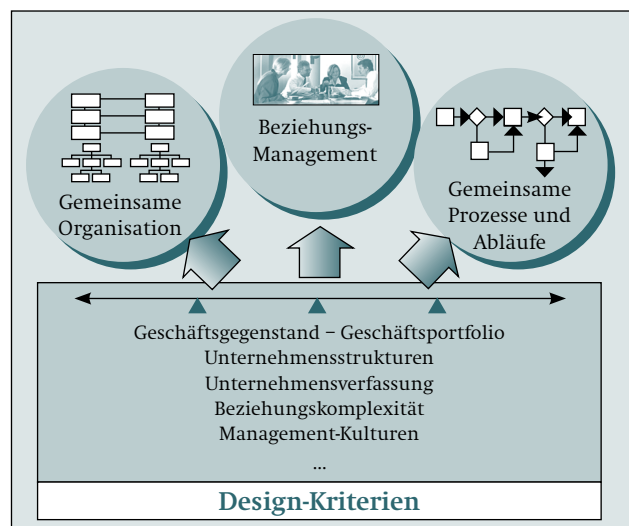 Beziehungs-
Management
Gemeinsame
Organisation
Gemeinsame
Prozesse und
Abläufe
Geschäftsgegenstand – Geschäftsportfolio
Unternehmensstrukturen
Unternehmensverfassung
Beziehungskomplexität
Management-Kulturen
...
Design-Kriterien